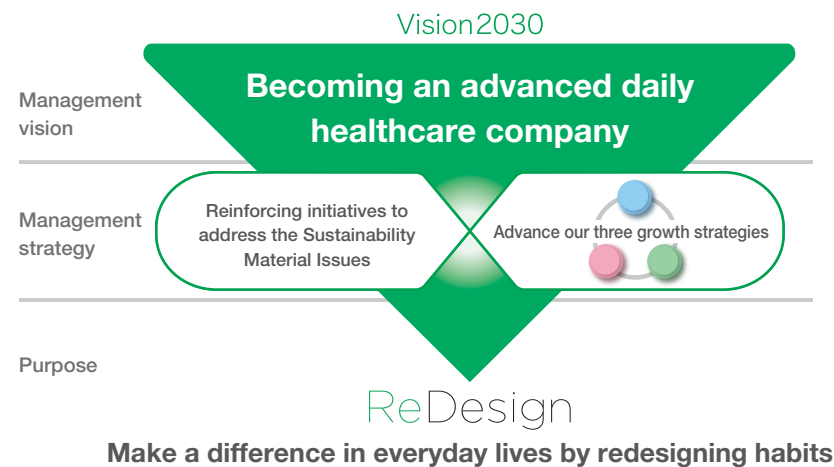 Vision2030
Becoming an advanced daily
healthcare company
Management
vision
Management
strategy
Reinforcing initiatives to
address the Sustainability
Material Issues
Advance our three growth strategies
Purpose
ReDesign
Make a difference in everyday lives by redesigning habits